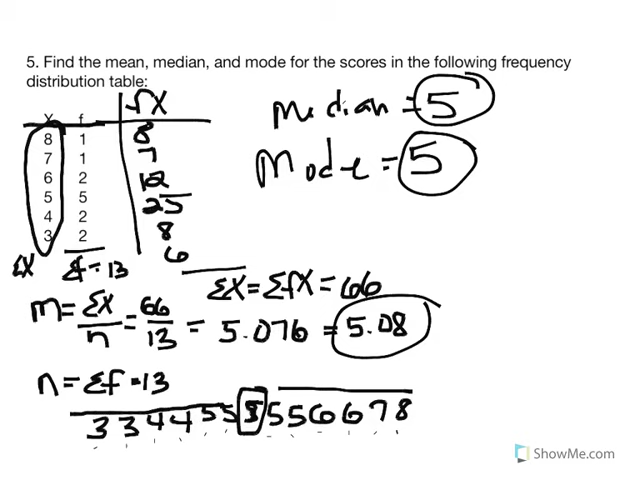 5. Find the mean, median, and mode for the scores in the following frequency
distribution table:
X f fX
8 1 8
7 1 7
6 2 12
5 5 25
4 2 8
3 2 6
Median = 5
Mode = 5
ΣX Σf = 13
ΣX = ΣfX = 66
m = ΣX/n = 66/13 = 5.076 = 5.08
n = Σf = 13
3 3 4 4 5 5 5 5 5 6 6 7 8
ShowMe.com